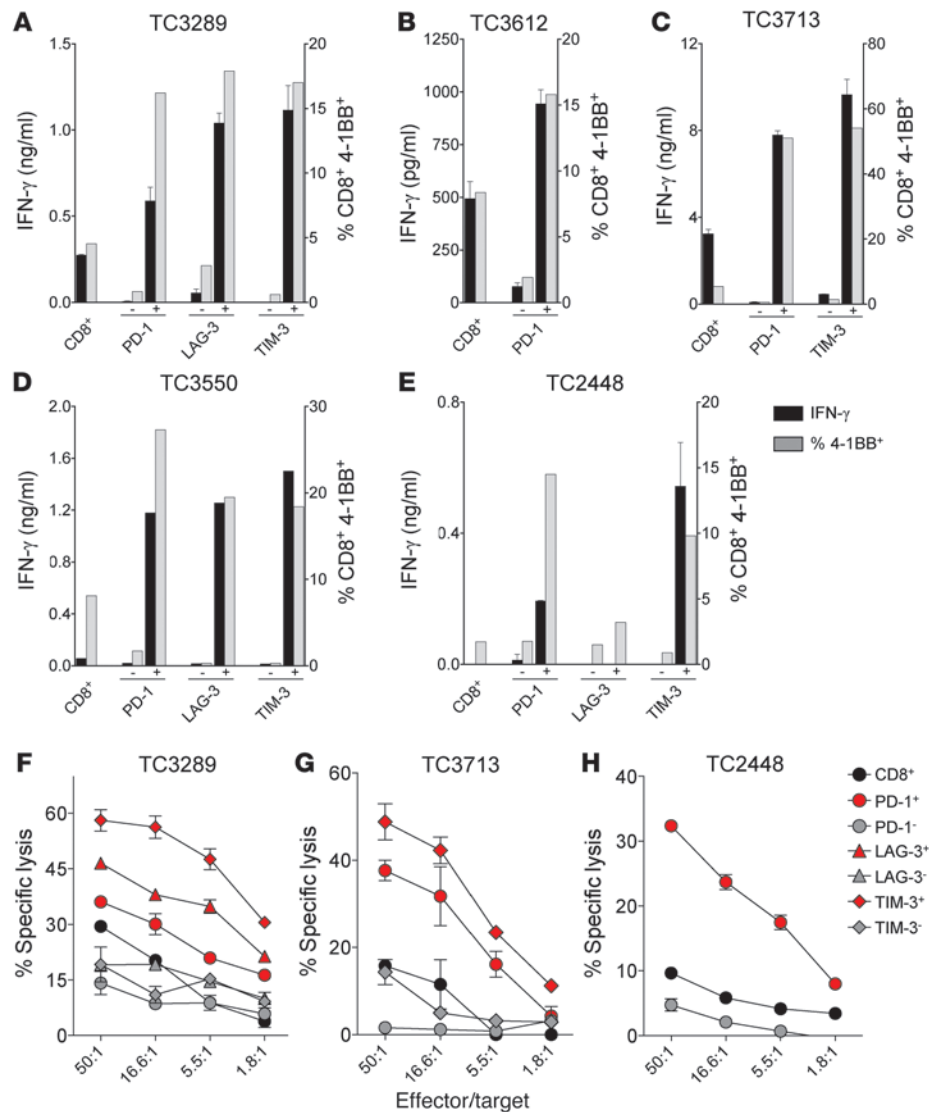 A TC3289
IFN-γ (ng/ml)
1.5
1.0
0.5
0.0
20
15
10
5
0
% CD8+ 4-1BB+
- + - + - +
CD8+ PD-1 LAG-3 TIM-3
B TC3612
IFN-γ (pg/ml)
1250
1000
750
500
250
0
20
15
10
5
0
% CD8+ 4-1BB+
- +
CD8+ PD-1
C TC3713
IFN-γ (ng/ml)
12
8
4
0
80
60
40
20
0
% CD8+ 4-1BB+
- + - +
CD8+ PD-1 TIM-3
D TC3550
IFN-γ (ng/ml)
2.0
1.6
1.2
0.8
0.4
0.0
30
20
10
0
% CD8+ 4-1BB+
- + - + - +
CD8+ PD-1 LAG-3 TIM-3
E TC2448
IFN-γ (ng/ml)
0.8
0.4
0.0
20
15
10
5
0
% CD8+ 4-1BB+
- + - + - +
CD8+ PD-1 LAG-3 TIM-3
IFN-γ
% 4-1BB+
F TC3289
% Specific lysis
60
45
30
15
0
50:1 16.6:1 5.5:1 1.8:1
G TC3713
% Specific lysis
60
40
20
0
50:1 16.6:1 5.5:1 1.8:1
Effector/target
H TC2448
% Specific lysis
40
30
20
10
0
50:1 16.6:1 5.5:1 1.8:1
CD8+
PD-1+
PD-1-
LAG-3+
LAG-3-
TIM-3+
TIM-3-